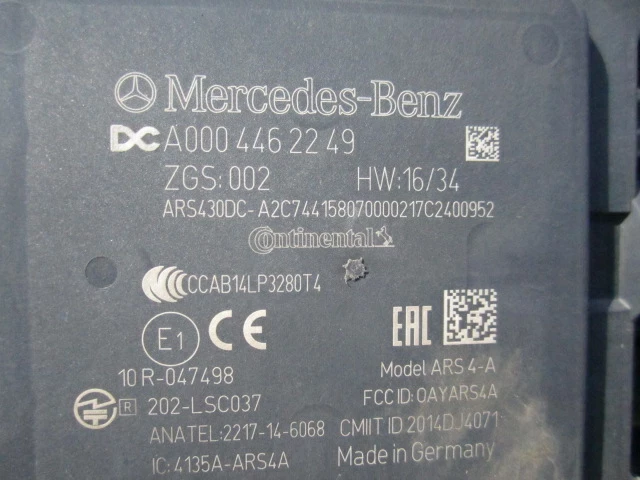 Mercedes-Benz
DC A000 446 22 49
ZGS: 002 HW: 16/34
ARS430DC- A2C744158070000217C2400952
Continental
CCCAB14LP3280T4
E1 CE EAC
10 R-047498 Model ARS 4-A
R 202-LSC037 FCC ID: OAYARS4A
ANATEL: 2217-14-6068 CMIIT ID 2014DJ4071
IC: 4135A-ARS4A Made in Germany